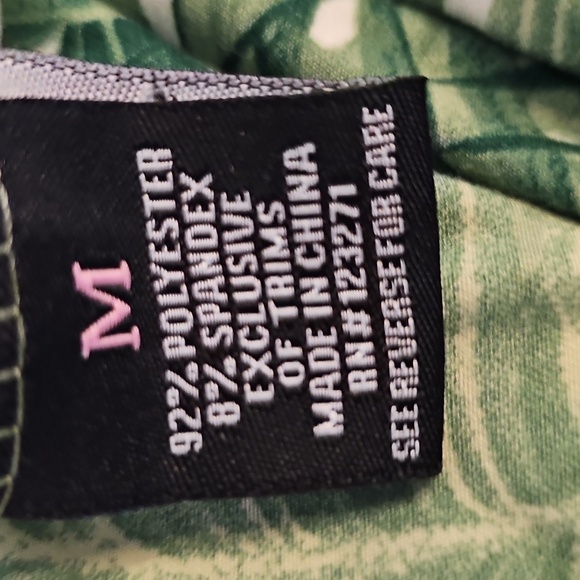 M
92% POLYESTER
8% SPANDEX
EXCLUSIVE
OF TRIMS
MADE IN CHINA
RN# 123271
SEE REVERSE FOR CARE